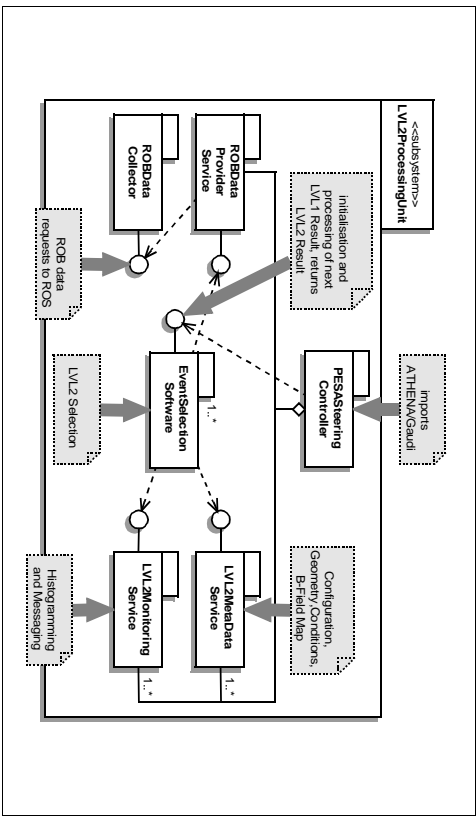 <<subsystem>>
LVL2ProcessingUnit
imports
ATHENA/Gaudi
initialisation and
processing of next
LVL1 Result, returns
LVL2 Result
PESASteering
Controller
Configuration,
Geometry,Conditions,
B-Field Map
ROBData
Provider
Service
1..*
EventSelection
Software
LVL2MetaData
Service
1..*
ROBData
Collector
LVL2Monitoring
Service
1..*
ROB data
requests to ROS
LVL2 Selection
Histogramming
and Messaging